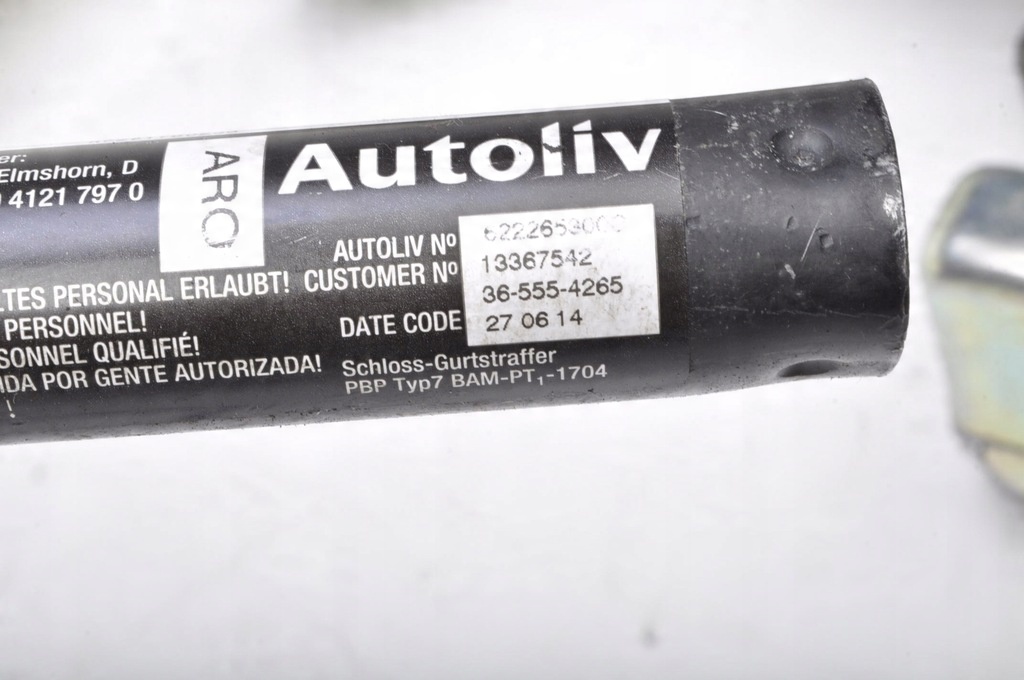 er:
Elmshorn, D
4121 797 0
ARO
Autoliv
AUTOLIV Nº
CUSTOMER Nº 13367542
36-555-4265
DATE CODE 27 06 14
LTES PERSONAL ERLAUBT!
PERSONNEL!
SONNEL QUALIFIÉ!
DA POR GENTE AUTORIZADA!
!
Schloss-Gurtstraffer
PBP Typ7 BAM-PT₁-1704